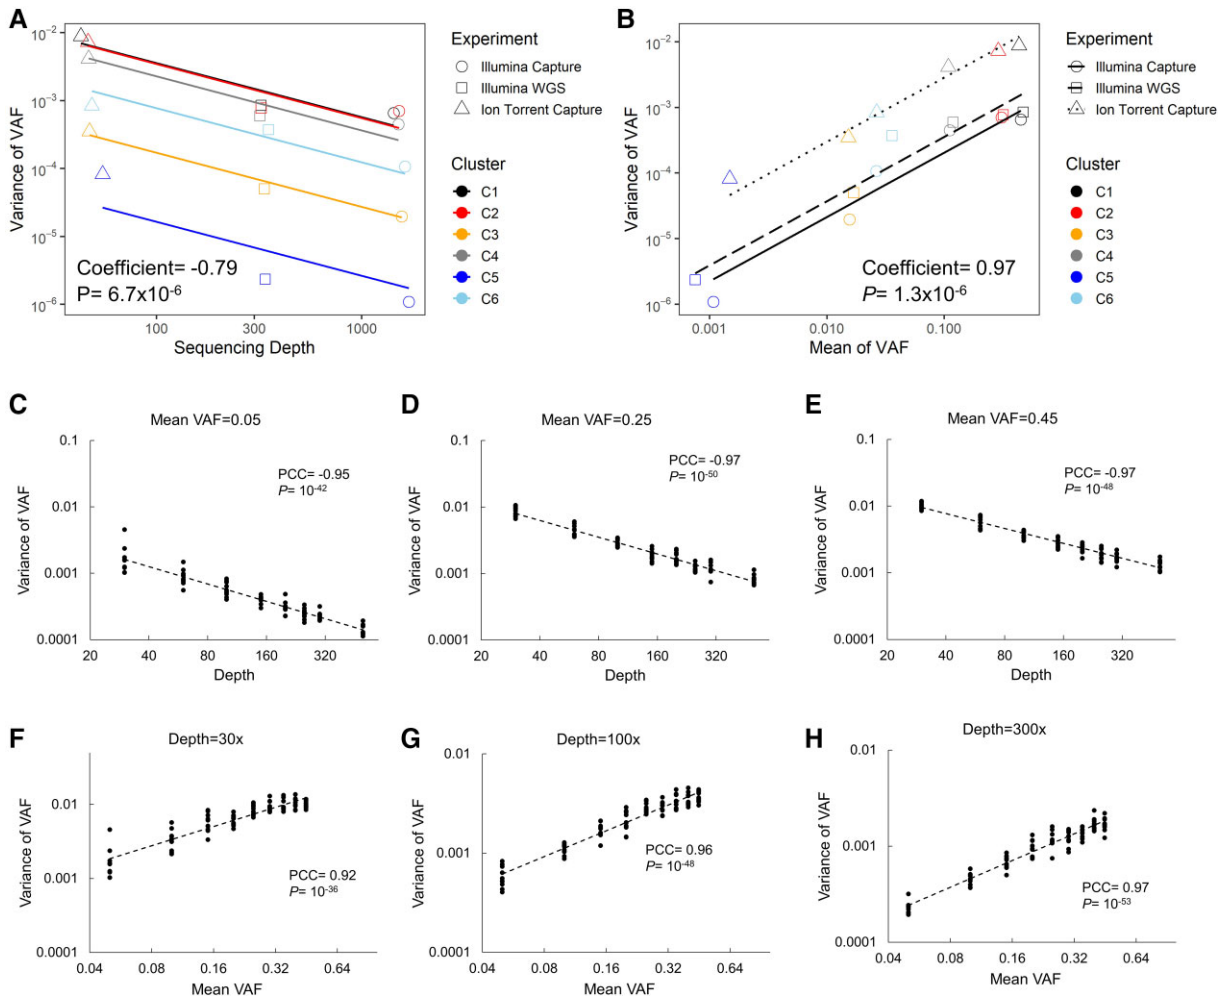 A
10⁻²
10⁻³
10⁻⁴
10⁻⁵
10⁻⁶
Variance of VAF
Coefficient= -0.79
P= 6.7x10⁻⁶
100
300
1000
Sequencing Depth
Experiment
Illumina Capture
Illumina WGS
Ion Torrent Capture
Cluster
C1
C2
C3
C4
C5
C6
B
10⁻²
10⁻³
10⁻⁴
10⁻⁵
10⁻⁶
Variance of VAF
Coefficient= 0.97
P= 1.3x10⁻⁶
0.001
0.010
0.100
Mean of VAF
Experiment
Illumina Capture
Illumina WGS
Ion Torrent Capture
Cluster
C1
C2
C3
C4
C5
C6
C
Mean VAF=0.05
0.1
0.01
0.001
0.0001
Variance of VAF
PCC= -0.95
P= 10⁻⁴²
20 40 80 160 320
Depth
D
Mean VAF=0.25
0.1
0.01
0.001
0.0001
Variance of VAF
PCC= -0.97
P= 10⁻⁵⁰
20 40 80 160 320
Depth
E
Mean VAF=0.45
0.1
0.01
0.001
0.0001
Variance of VAF
PCC= -0.97
P= 10⁻⁴⁸
20 40 80 160 320
Depth
F
Depth=30x
0.01
0.001
0.0001
Variance of VAF
PCC= 0.92
P= 10⁻³⁶
0.04 0.08 0.16 0.32 0.64
Mean VAF
G
Depth=100x
0.01
0.001
0.0001
Variance of VAF
PCC= 0.96
P= 10⁻⁴⁸
0.04 0.08 0.16 0.32 0.64
Mean VAF
H
Depth=300x
0.01
0.001
0.0001
Variance of VAF
PCC= 0.97
P= 10⁻⁵³
0.04 0.08 0.16 0.32 0.64
Mean VAF